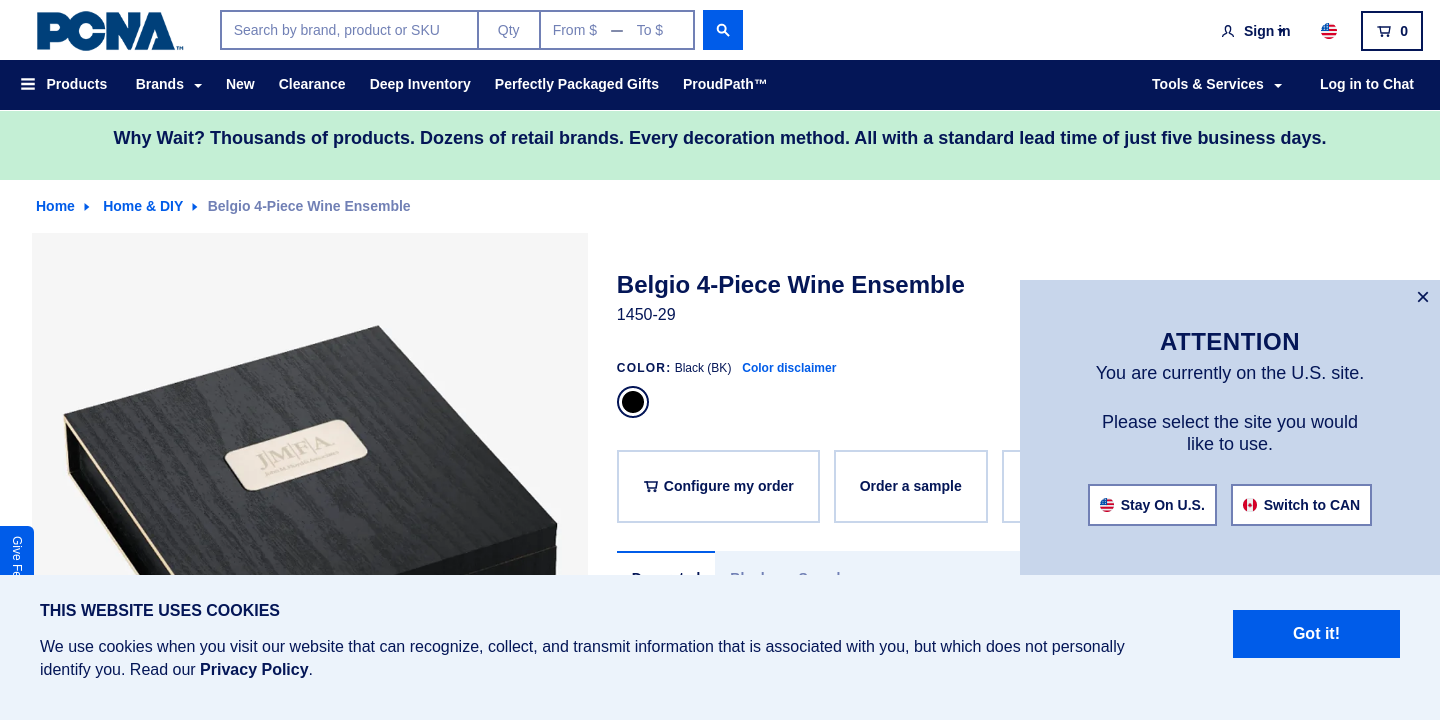 PCNA™
Search by brand, product or SKU
Qty
From $ — To $
Sign in
0
Products
Brands
New
Clearance
Deep Inventory
Perfectly Packaged Gifts
ProudPath™
Tools & Services
Log in to Chat
Why Wait? Thousands of products. Dozens of retail brands. Every decoration method. All with a standard lead time of just five business days.
Home
Home & DIY
Belgio 4-Piece Wine Ensemble
Belgio 4-Piece Wine Ensemble
1450-29
COLOR: Black (BK) Color disclaimer
Configure my order
Order a sample
J|M|F|A
Give
ATTENTION
You are currently on the U.S. site.
Please select the site you would
like to use.
Stay On U.S.
Switch to CAN
THIS WEBSITE USES COOKIES
We use cookies when you visit our website that can recognize, collect, and transmit information that is associated with you, but which does not personally
identify you. Read our Privacy Policy.
Got it!